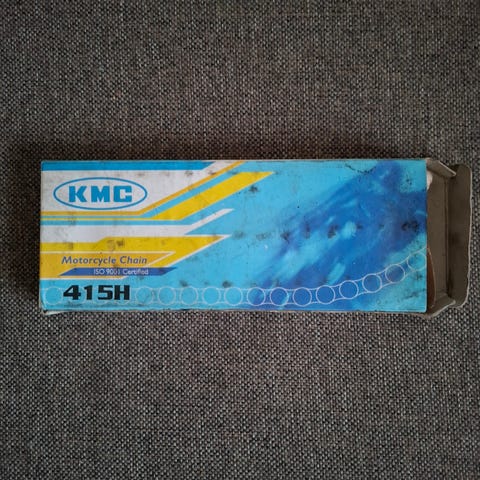 KMC
Motorcycle Chain
ISO 9001 Certified
415H